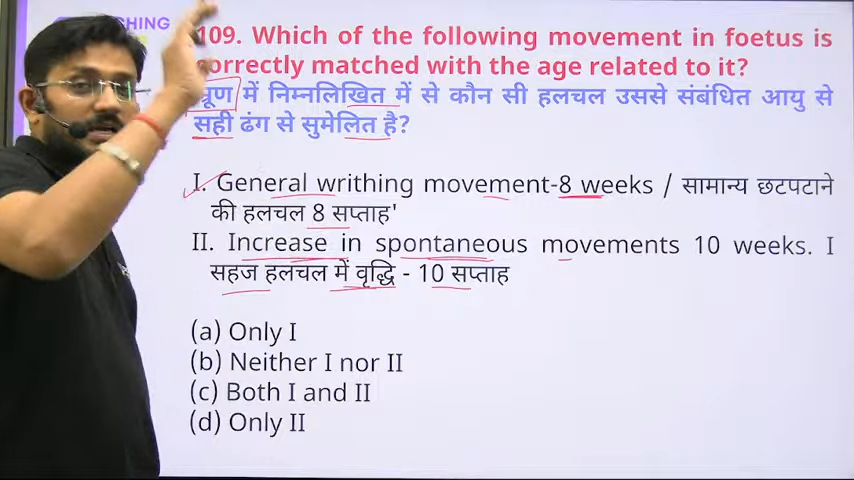 109. Which of the following movement in foetus is
correctly matched with the age related to it?
भ्रूण में निम्नलिखित में से कौन सी हलचल उससे संबंधित आयु से
सही ढंग से सुमेलित है?
I. General writhing movement-8 weeks / सामान्य छटपटाने
की हलचल 8 सप्ताह'
II. Increase in spontaneous movements 10 weeks. I
सहज हलचल में वृद्धि - 10 सप्ताह
(a) Only I
(b) Neither I nor II
(c) Both I and II
(d) Only II